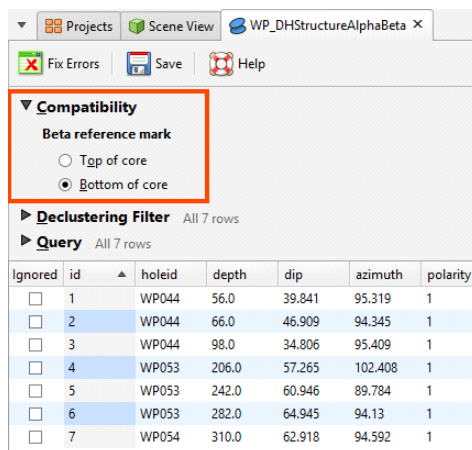 Projects Scene View WP_DHStructureAlphaBeta
Fix Errors Save Help
Compatibility
Beta reference mark
Top of core
Bottom of core
Declustering Filter All 7 rows
Query All 7 rows
Ignored id holeid depth dip azimuth polarity
1 WP044 56.0 39.841 95.319 1
2 WP044 66.0 46.909 94.345 1
3 WP044 98.0 34.806 95.409 1
4 WP053 206.0 57.265 102.408 1
5 WP053 242.0 60.946 89.784 1
6 WP053 282.0 64.945 94.13 1
7 WP054 310.0 62.918 94.592 1